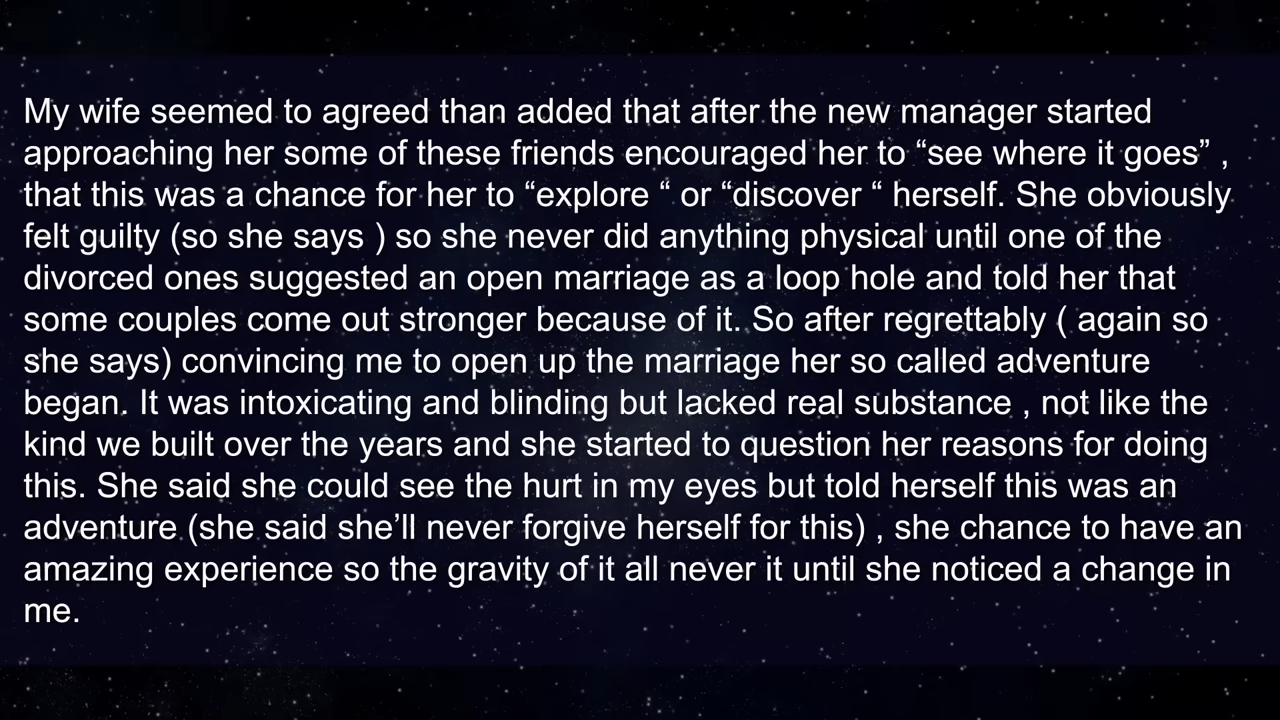 My wife seemed to agreed than added that after the new manager started
approaching her some of these friends encouraged her to “see where it goes” ,
that this was a chance for her to “explore “ or “discover “ herself. She obviously
felt guilty (so she says ) so she never did anything physical until one of the
divorced ones suggested an open marriage as a loop hole and told her that
some couples come out stronger because of it. So after regrettably ( again so
she says) convincing me to open up the marriage her so called adventure
began. It was intoxicating and blinding but lacked real substance , not like the
kind we built over the years and she started to question her reasons for doing
this. She said she could see the hurt in my eyes but told herself this was an
adventure (she said she’ll never forgive herself for this) , she chance to have an
amazing experience so the gravity of it all never it until she noticed a change in
me.